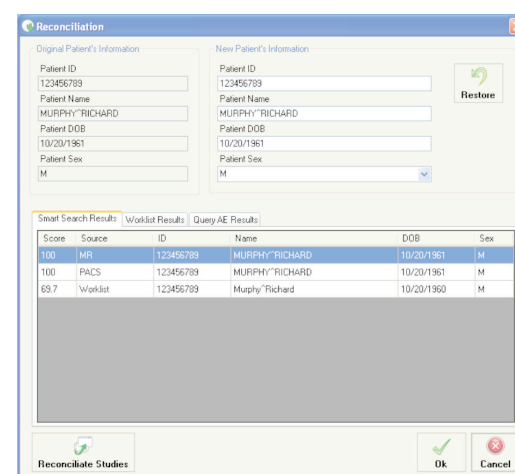 Reconciliation
Original Patient's Information
New Patient's Information
Patient ID
123456789
Patient Name
MURPHY^RICHARD
Patient DOB
10/20/1961
Patient Sex
M
Patient ID
123456789
Patient Name
MURPHY^RICHARD
Patient DOB
10/20/1961
Patient Sex
M
Restore
Smart Search Results Worklist Results Query AE Results
Score Source ID Name DOB Sex
100 MR 123456789 MURPHY^RICHARD 10/20/1961 M
100 PACS 123456789 MURPHY^RICHARD 10/20/1961 M
69.7 Worklist 123456789 Murphy^Richard 10/20/1960 M
Reconciliate Studies
Ok
Cancel